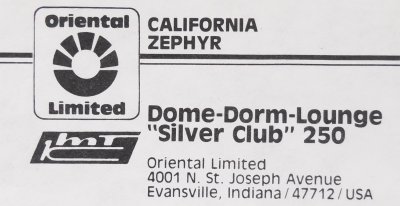 Oriental
Limited
CALIFORNIA
ZEPHYR
kmt
Dome-Dorm-Lounge
"Silver Club" 250
Oriental Limited
4001 N. St. Joseph Avenue
Evansville, Indiana/47712/USA